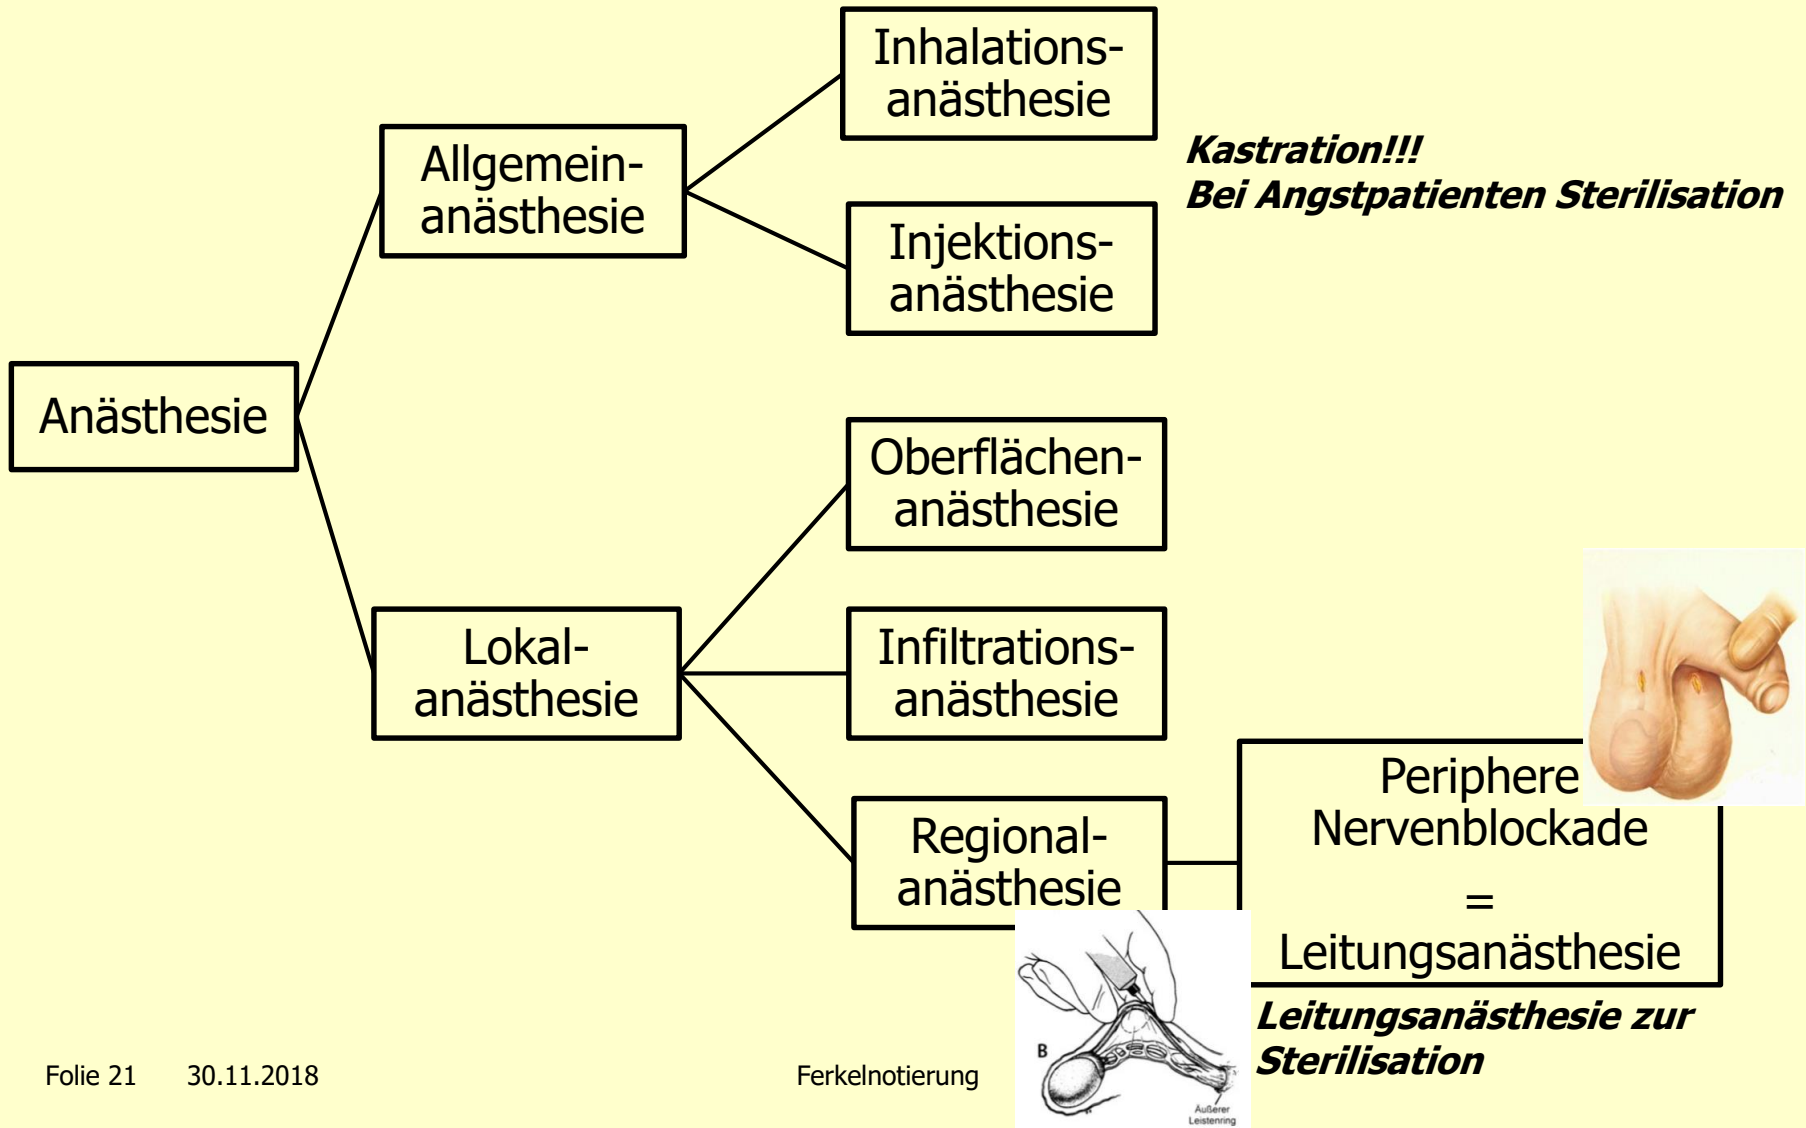 Inhalations-
anästhesie
Kastration!!!
Bei Angstpatienten Sterilisation
Allgemein-
anästhesie
Injektions-
anästhesie
Anästhesie
Oberflächen-
anästhesie
Lokal-
anästhesie
Infiltrations-
anästhesie
Regional-
anästhesie
Periphere
Nervenblockade
=
Leitungsanästhesie
B
Äußerer
Leistenring
Leitungsanästhesie zur
Sterilisation
Folie 21 30.11.2018 Ferkelnotierung